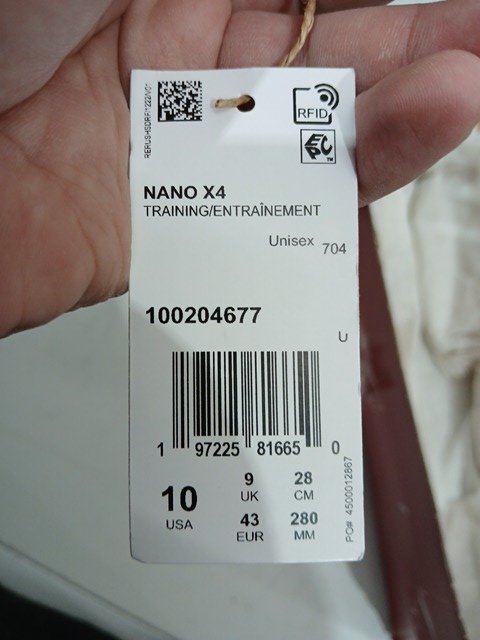 RFID
EPC
NANO X4
TRAINING/ENTRAÎNEMENT
Unisex 704
100204677
U
1 97225 81665 0
10
USA
9
UK
28
CM
43
EUR
280
MM
PO# 4500012867